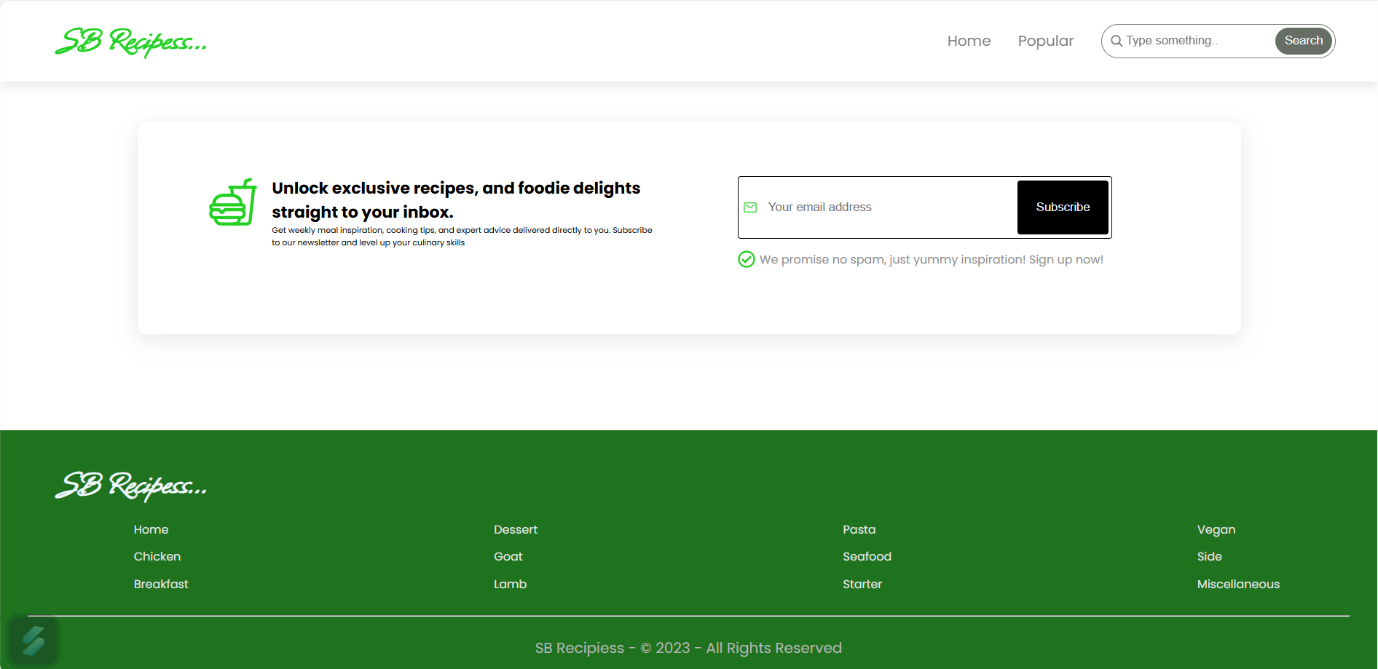 SB Recipess...
Home
Popular
Type something..
Search
Unlock exclusive recipes, and foodie delights
straight to your inbox.
Get weekly meal inspiration, cooking tips, and expert advice delivered directly to you. Subscribe
to our newsletter and level up your culinary skills
Your email address
Subscribe
We promise no spam, just yummy inspiration! Sign up now!
SB Recipess...
Home
Dessert
Pasta
Vegan
Chicken
Goat
Seafood
Side
Breakfast
Lamb
Starter
Miscellaneous
SB Recipiess - © 2023 - All Rights Reserved